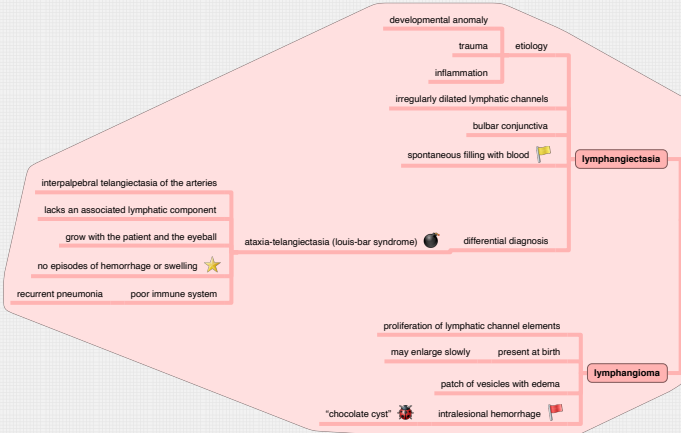 developmental anomaly
trauma
etiology
inflammation
irregularly dilated lymphatic channels
bulbar conjunctiva
spontaneous filling with blood
lymphangiectasia
interpalpebral telangiectasia of the arteries
lacks an associated lymphatic component
grow with the patient and the eyeball
ataxia-telangiectasia (louis-bar syndrome)
differential diagnosis
no episodes of hemorrhage or swelling
recurrent pneumonia
poor immune system
proliferation of lymphatic channel elements
may enlarge slowly
present at birth
lymphangioma
patch of vesicles with edema
“chocolate cyst”
intralesional hemorrhage